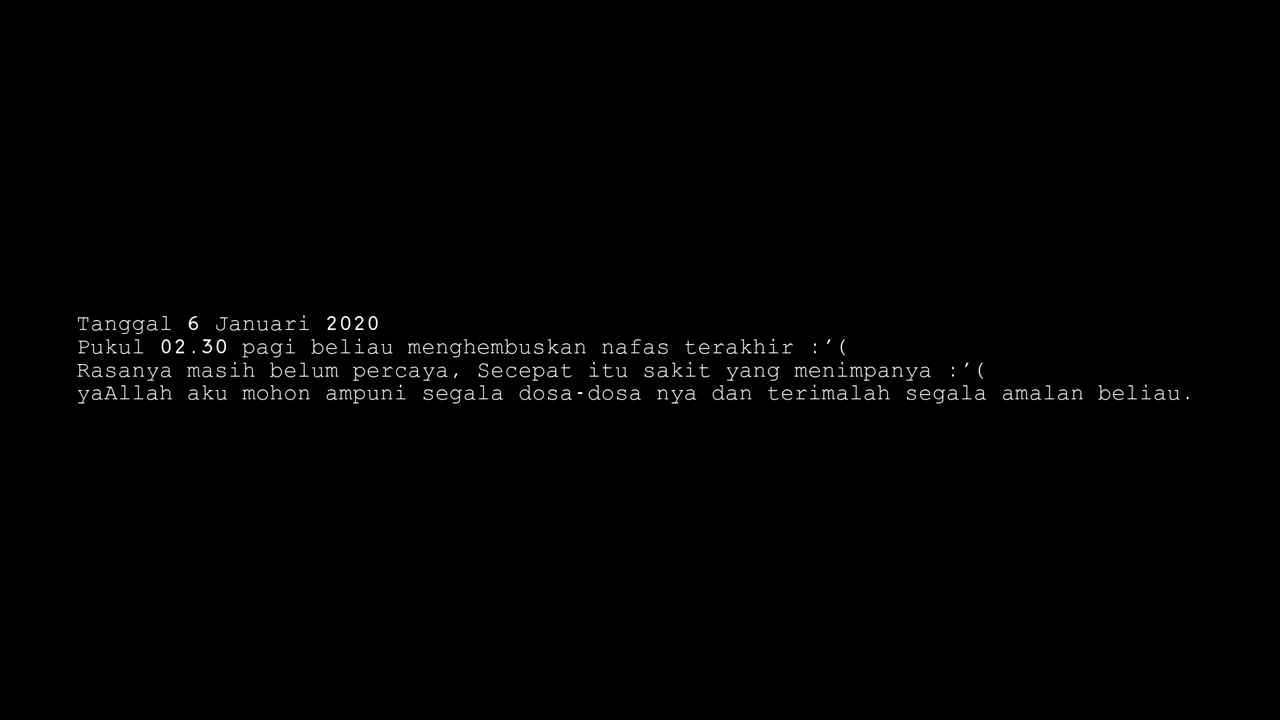 Tanggal 6 Januari 2020
Pukul 02.30 pagi beliau menghembuskan nafas terakhir :’(
Rasanya masih belum percaya, Secepat itu sakit yang menimpanya :’(
yaAllah aku mohon ampuni segala dosa-dosa nya dan terimalah segala amalan beliau.